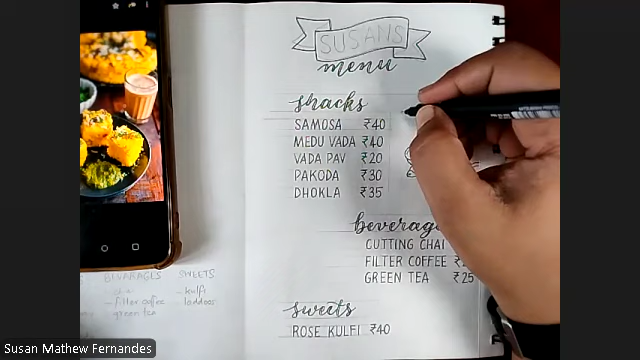 SUSANS
menu
snacks
SAMOSA ₹40
MEDU VADA ₹40
VADA PAV ₹20
PAKODA ₹30
DHOKLA ₹35
beverag
CUTTING CHAI
FILTER COFFEE
GREEN TEA ₹25
sweets
ROSE KULFI ₹40
BEVARAGES
- filter coffee
- green tea
SWEETS
- kulfi
- laddoos
Susan Mathew Fernandes